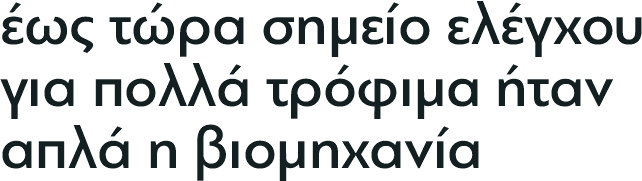 έως τώρα σημείο ελέγχου
για πολλά τρόφιμα ήταν
απλά η βιομηχανία